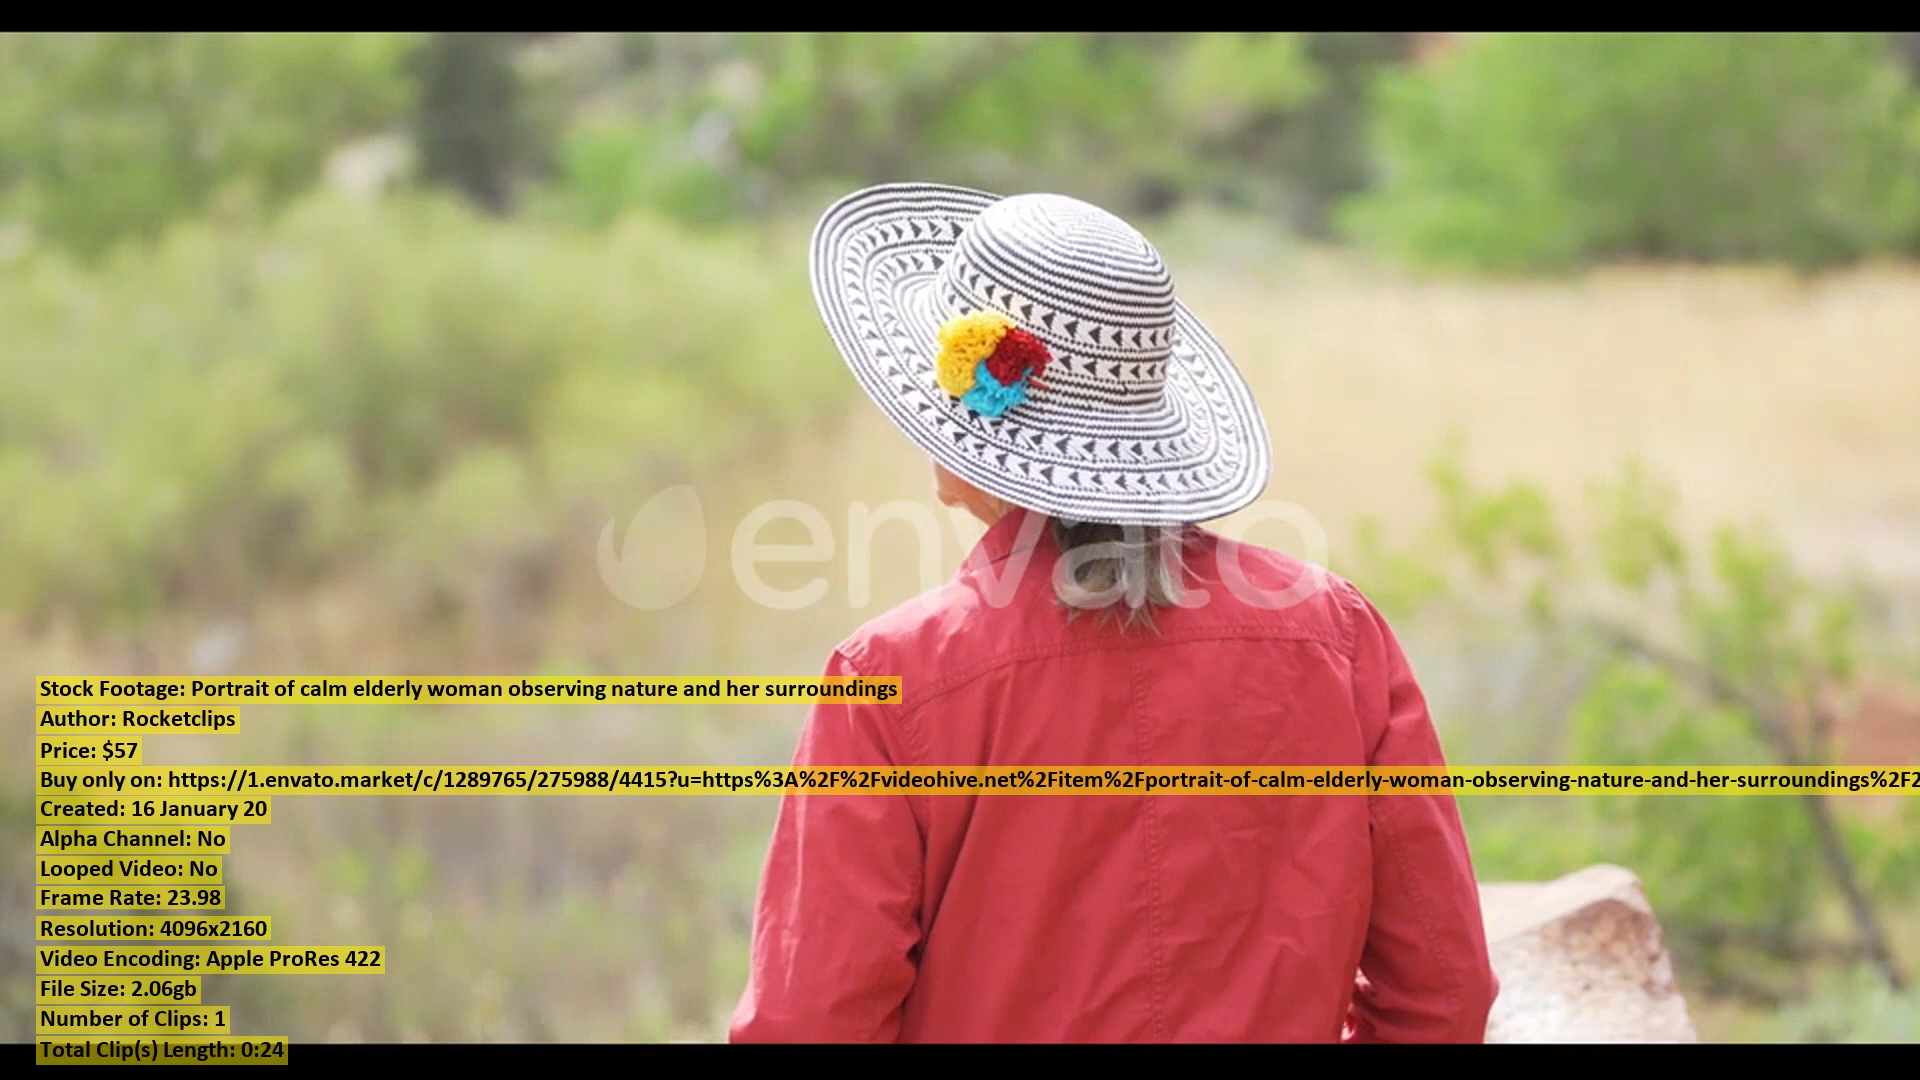 envato
Stock Footage: Portrait of calm elderly woman observing nature and her surroundings
Author: Rocketclips
Price: $57
Buy only on: https://1.envato.market/c/1289765/275988/4415?u=https%3A%2F%2Fvideohive.net%2Fitem%2Fportrait-of-calm-elderly-woman-observing-nature-and-her-surroundings%2F2
Created: 16 January 20
Alpha Channel: No
Looped Video: No
Frame Rate: 23.98
Resolution: 4096x2160
Video Encoding: Apple ProRes 422
File Size: 2.06gb
Number of Clips: 1
Total Clip(s) Length: 0:24